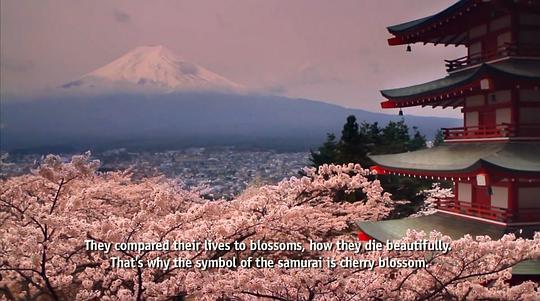 They compared their lives to blossoms, how they die beautifully.
That's why the symbol of the samurai is cherry blossom.